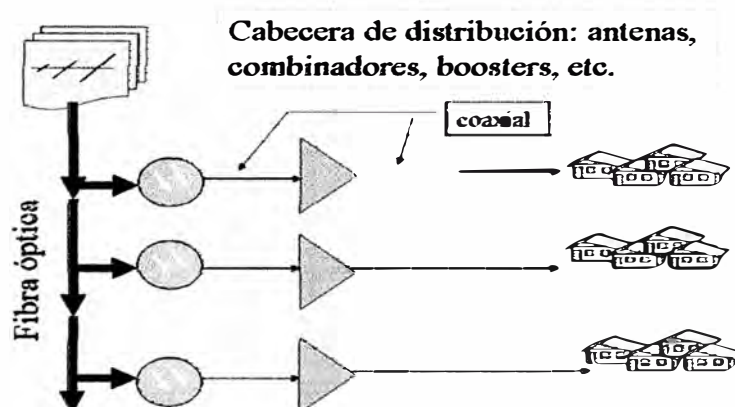 Cabecera de distribución: antenas,
combinadores, boosters, etc.
coaxial
Fibra óptica